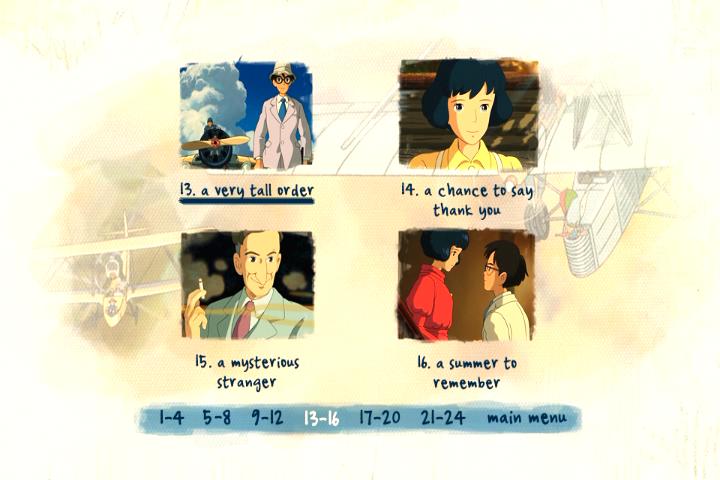 13. a very tall order
14. a chance to say
thank you
15. a mysterious
stranger
16. a summer to
remember
1-4 5-8 9-12 13-16 17-20 21-24 main menu